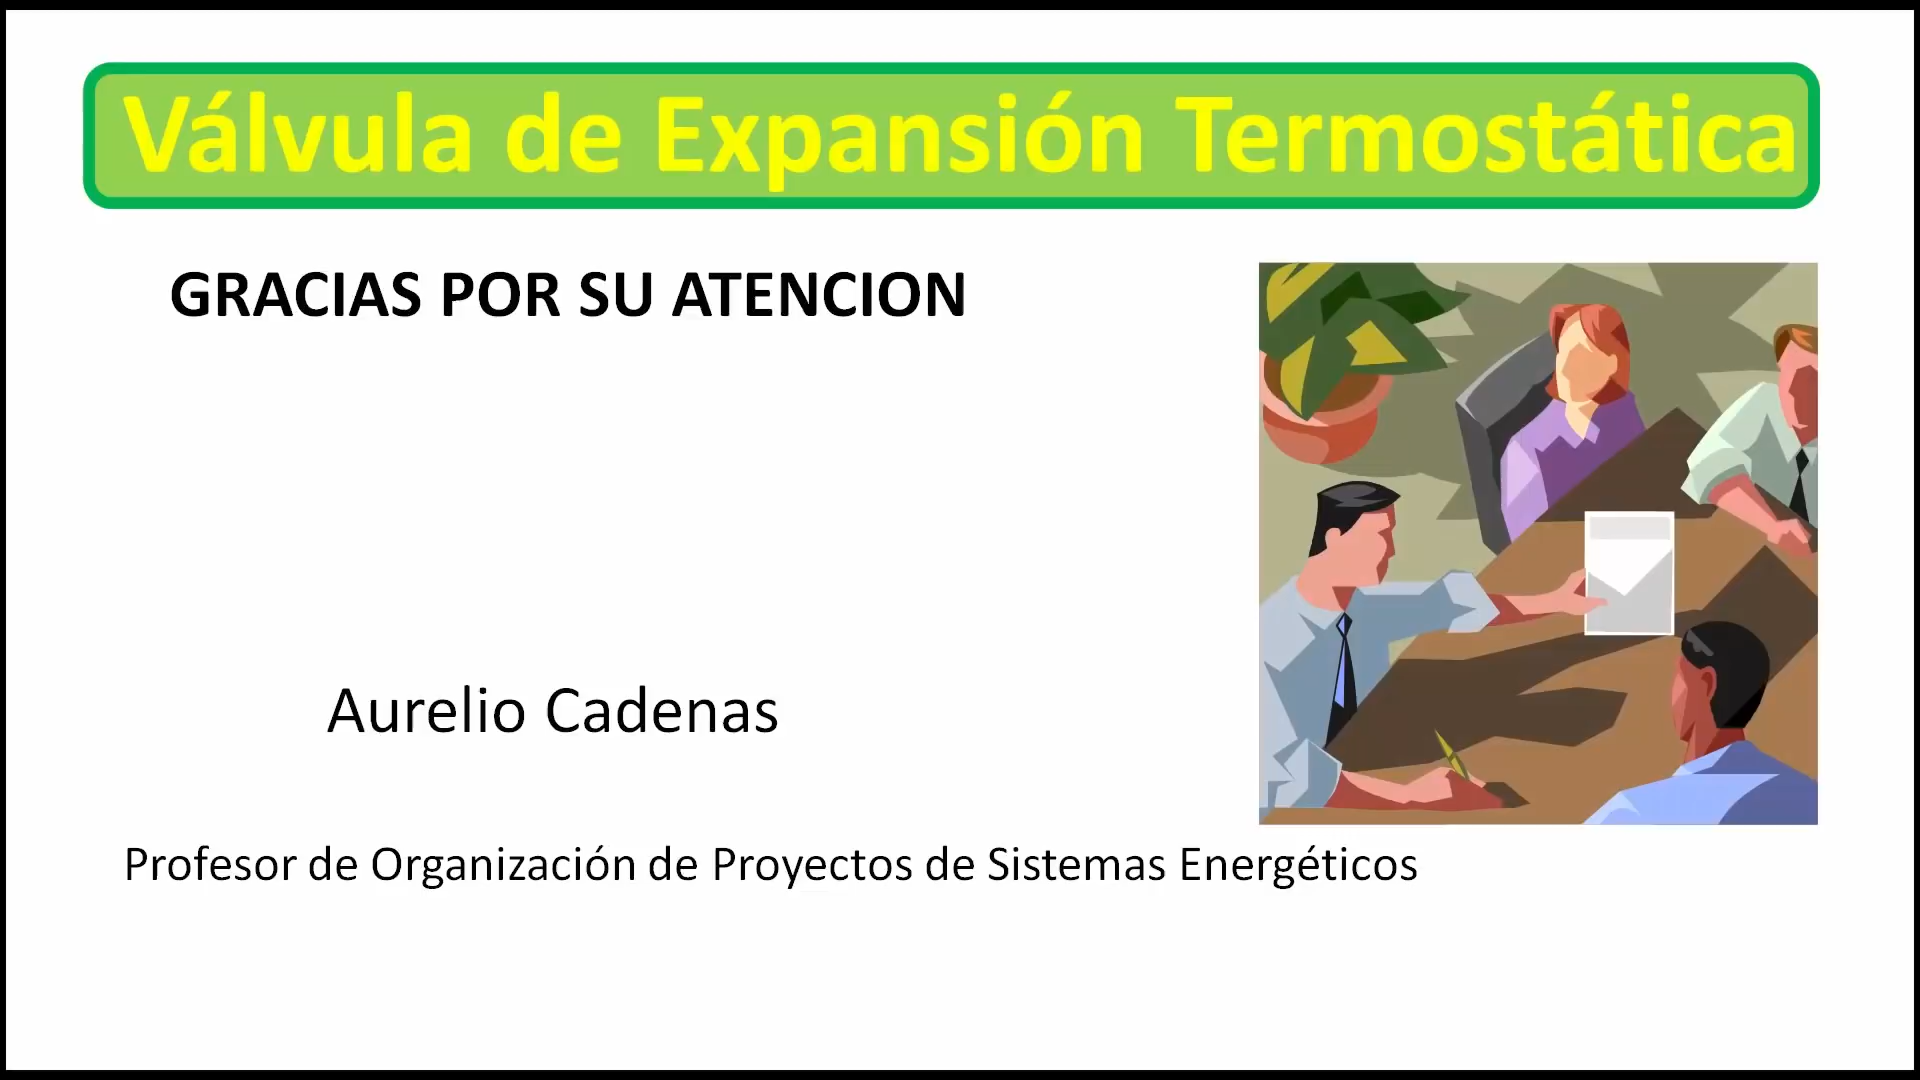 Válvula de Expansión Termostática
GRACIAS POR SU ATENCION
Aurelio Cadenas
Profesor de Organización de Proyectos de Sistemas Energéticos